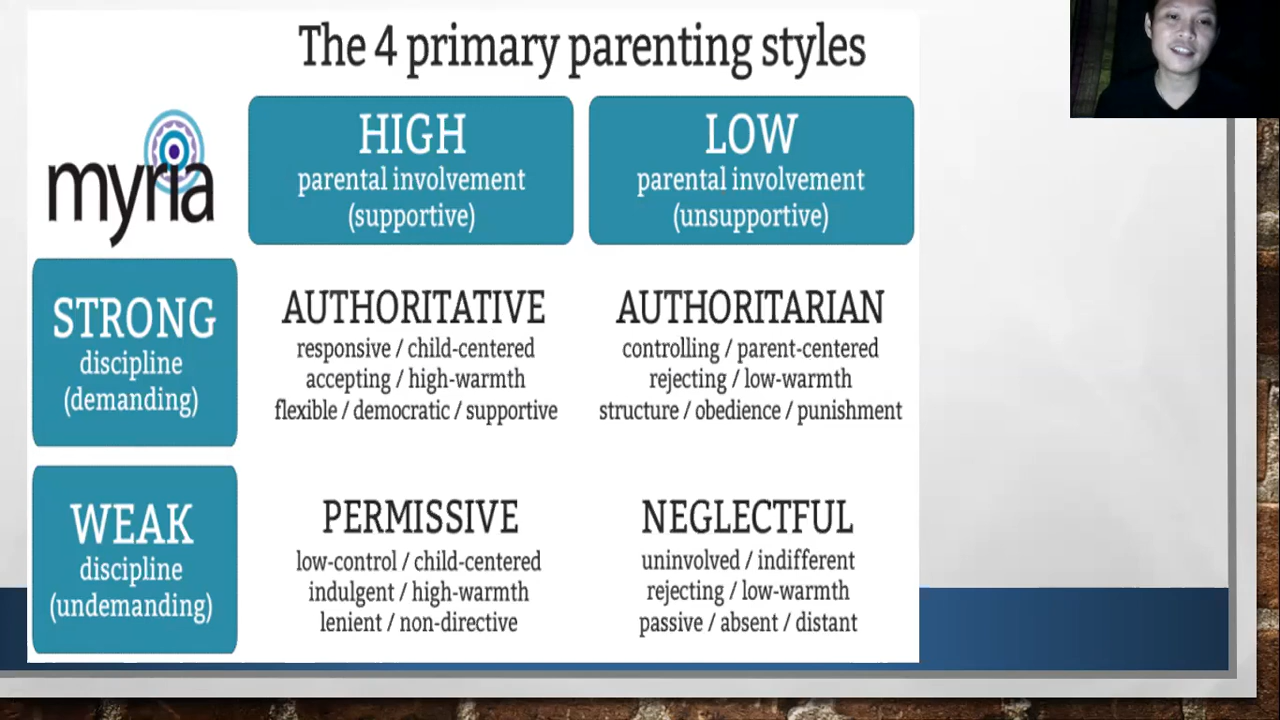 The 4 primary parenting styles
myria
HIGH
parental involvement
(supportive)
LOW
parental involvement
(unsupportive)
STRONG
discipline
(demanding)
AUTHORITATIVE
responsive / child-centered
accepting / high-warmth
flexible / democratic / supportive
AUTHORITARIAN
controlling / parent-centered
rejecting / low-warmth
structure / obedience / punishment
WEAK
discipline
(undemanding)
PERMISSIVE
low-control / child-centered
indulgent / high-warmth
lenient / non-directive
NEGLECTFUL
uninvolved / indifferent
rejecting / low-warmth
passive / absent / distant